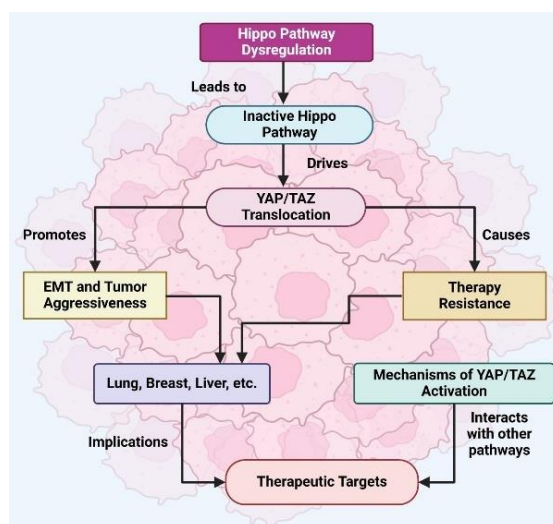 Hippo Pathway
Dysregulation
Leads to
Inactive Hippo
Pathway
Drives
YAP/TAZ
Translocation
Promotes
Causes
EMT and Tumor
Aggressiveness
Therapy
Resistance
Lung, Breast, Liver, etc.
Mechanisms of YAP/TAZ
Activation
Implications
Interacts
with other
pathways
Therapeutic Targets